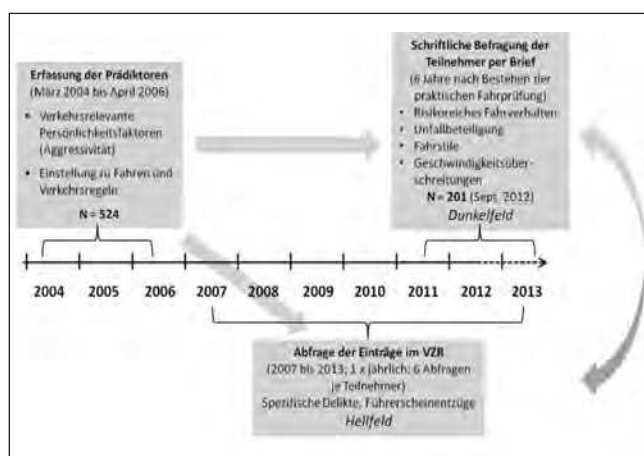 Erfassung der Prädiktoren
(März 2004 bis April 2006)
• Verkehrsrelevante
Persönlichkeitsfaktoren
(Aggressivität)
• Einstellung zu Fahren und
Verkehrsregeln
N = 524
Schriftliche Befragung der
Teilnehmer per Brief
(6 Jahre nach Bestehen der
praktischen Fahrprüfung)
• Risikoreiches Fahrverhalten
• Unfallbeteiligung
• Fahrstile
• Geschwindigkeitsüber-
schreitungen
N = 201 (Sept. 2012)
Dunkelfeld
2004 2005 2006 2007 2008 2009 2010 2011 2012 2013
Abfrage der Einträge im VZR
(2007 bis 2013; 1 x jährlich; 6 Abfragen
je Teilnehmer)
Spezifische Delikte, Führerscheinentzüge
Hellfeld